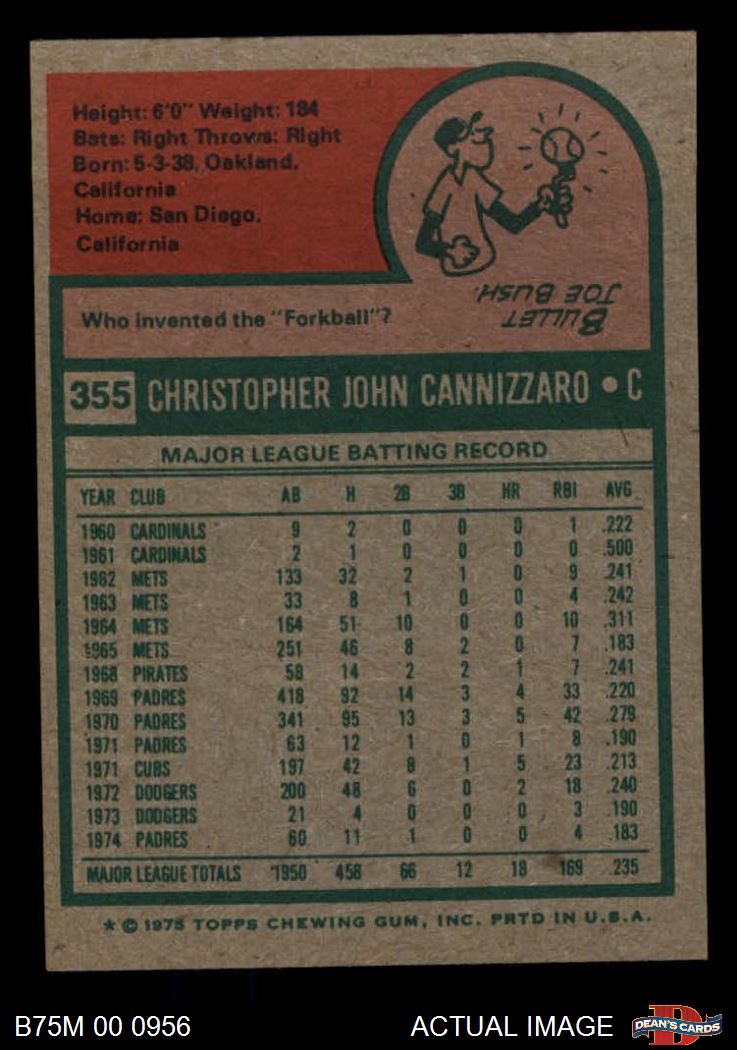 Height: 6'0" Weight: 184
Bats: Right Throws: Right
Born: 5-3-38, Oakland,
California
Home: San Diego,
California
Who invented the "Forkball"?
BULLET
JOE BUSH.
355 CHRISTOPHER JOHN CANNIZZARO • C
MAJOR LEAGUE BATTING RECORD
YEAR CLUB AB H 2B 3B HR RBI AVG
1960 CARDINALS 9 2 0 0 0 1 .222
1961 CARDINALS 2 1 0 0 0 0 .500
1962 METS 133 32 2 1 0 9 .241
1963 METS 33 8 1 0 0 4 .242
1964 METS 164 51 10 0 0 10 .311
1965 METS 251 46 8 2 0 7 .183
1968 PIRATES 58 14 2 2 1 7 .241
1969 PADRES 418 92 14 3 4 33 .220
1970 PADRES 341 95 13 3 5 42 .279
1971 PADRES 63 12 1 0 1 8 .190
1971 CUBS 197 42 8 1 5 23 .213
1972 DODGERS 200 48 6 0 2 18 .240
1973 DODGERS 21 4 0 0 0 3 .190
1974 PADRES 60 11 1 0 0 4 .183
MAJOR LEAGUE TOTALS 1950 458 66 12 18 169 .235
* © 1975 TOPPS CHEWING GUM, INC. PRTD IN U.S.A.
B75M 00 0956 ACTUAL IMAGE
DEAN'S CARDS